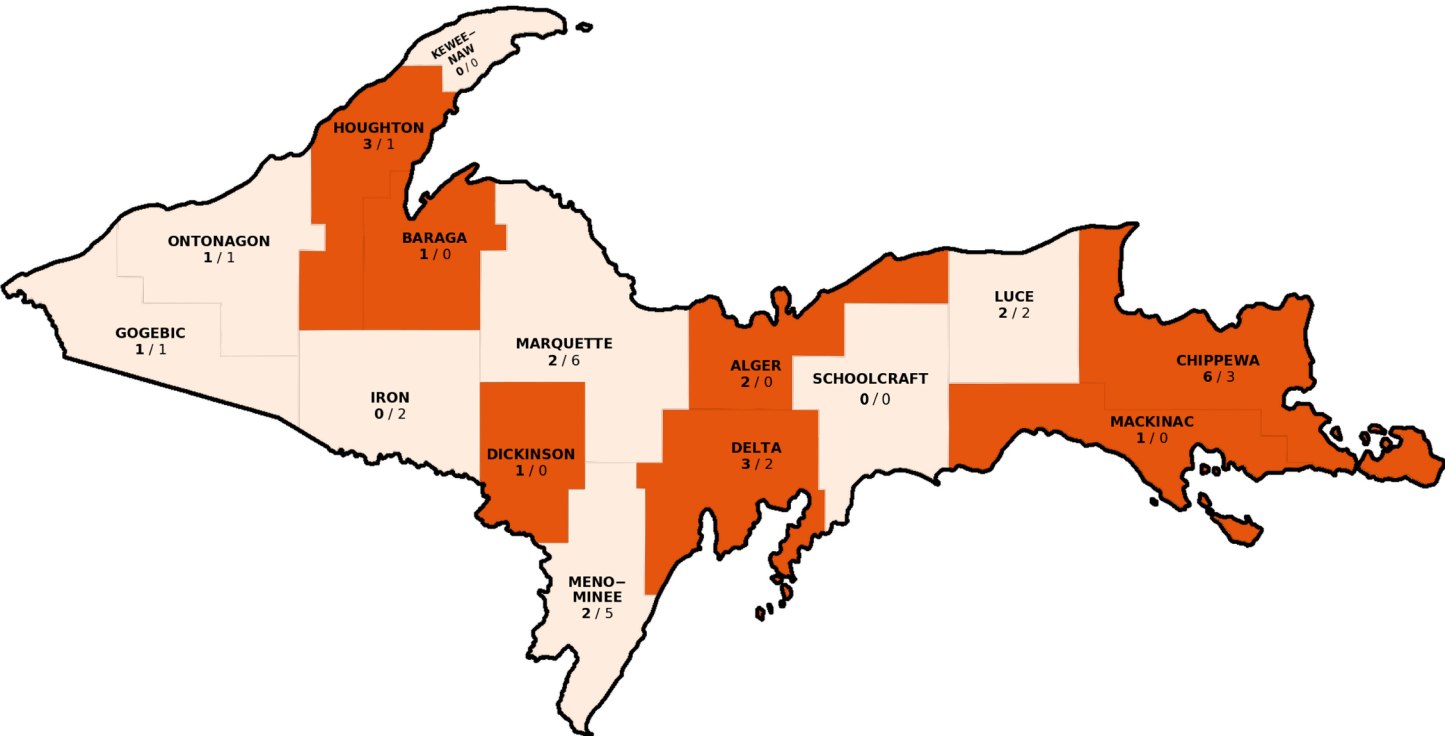 KEWEE–
NAW
0 / 0
HOUGHTON
3 / 1
ONTONAGON
1 / 1
BARAGA
1 / 0
GOGEBIC
1 / 1
MARQUETTE
2 / 6
IRON
0 / 2
DICKINSON
1 / 0
MENO–
MINEE
2 / 5
ALGER
2 / 0
DELTA
3 / 2
SCHOOLCRAFT
0 / 0
LUCE
2 / 2
CHIPPEWA
6 / 3
MACKINAC
1 / 0